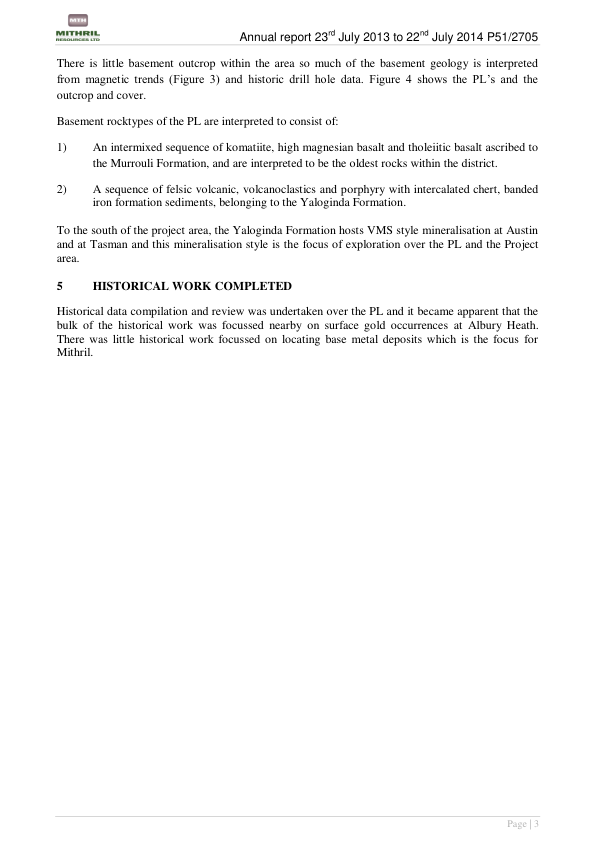 MTH
MITHRIL
RESOURCES LTD
Annual report 23rd July 2013 to 22nd July 2014 P51/2705
There is little basement outcrop within the area so much of the basement geology is interpreted
from magnetic trends (Figure 3) and historic drill hole data. Figure 4 shows the PL’s and the
outcrop and cover.
Basement rocktypes of the PL are interpreted to consist of:
1) An intermixed sequence of komatiite, high magnesian basalt and tholeiitic basalt ascribed to
the Murrouli Formation, and are interpreted to be the oldest rocks within the district.
2) A sequence of felsic volcanic, volcanoclastics and porphyry with intercalated chert, banded
iron formation sediments, belonging to the Yaloginda Formation.
To the south of the project area, the Yaloginda Formation hosts VMS style mineralisation at Austin
and at Tasman and this mineralisation style is the focus of exploration over the PL and the Project
area.
5 HISTORICAL WORK COMPLETED
Historical data compilation and review was undertaken over the PL and it became apparent that the
bulk of the historical work was focussed nearby on surface gold occurrences at Albury Heath.
There was little historical work focussed on locating base metal deposits which is the focus for
Mithril.
Page | 3